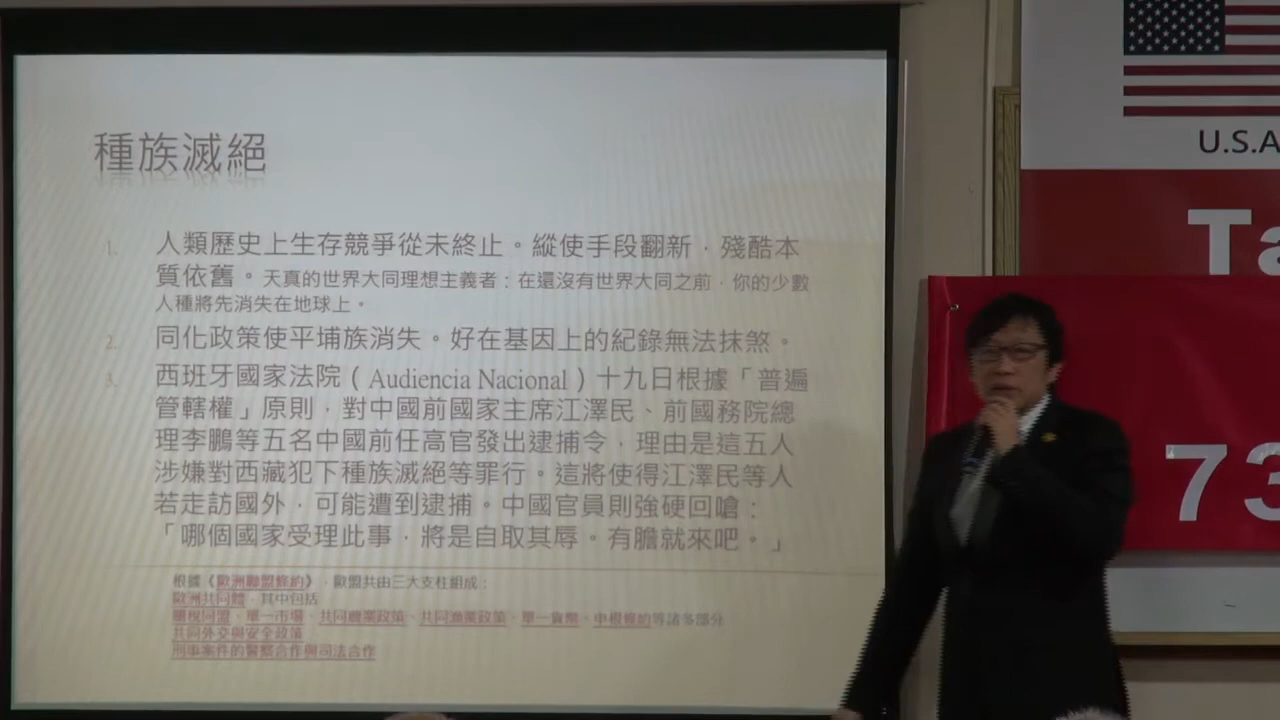 種族滅絕
1. 人類歷史上生存競爭從未終止。縱使手段翻新，殘酷本
質依舊。天真的世界大同理想主義者：在還沒有世界大同之前，你的少數
人種將先消失在地球上。
2. 同化政策使平埔族消失。好在基因上的紀錄無法抹煞。
3. 西班牙國家法院（Audiencia Nacional）十九日根據「普遍
管轄權」原則，對中國前國家主席江澤民、前國務院總
理李鵬等五名中國前任高官發出逮捕令，理由是這五人
涉嫌對西藏犯下種族滅絕等罪行。這將使得江澤民等人
若走訪國外，可能遭到逮捕。中國官員則強硬回嗆：
「哪個國家受理此事，將是自取其辱。有膽就來吧。」
根據《歐洲聯盟條約》，歐盟共由三大支柱組成：
歐洲共同體，其中包括
關稅同盟、單一市場、共同農業政策、共同漁業政策、單一貨幣、申根條約等諸多部分
共同外交與安全政策
刑事案件的警察合作與司法合作
U.S.A
Ta
73